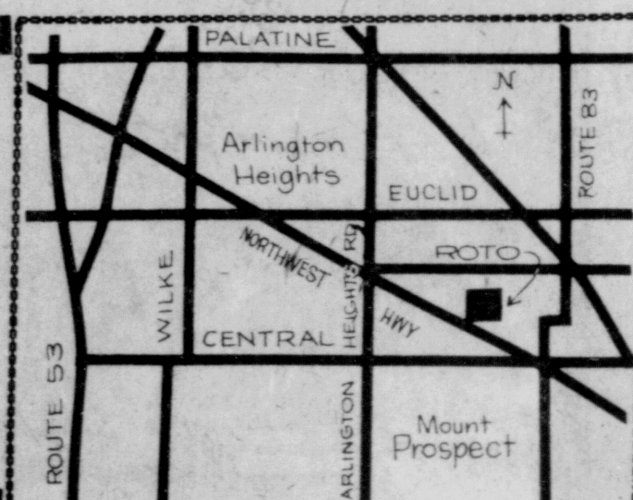 PALATINE
N
ROUTE 83
Arlington
Heights
EUCLID
NORTHWEST
HWY
ROTO
WILKE
HEIGHTS RD
CENTRAL
ROUTE 53
ARLINGTON
Mount
Prospect